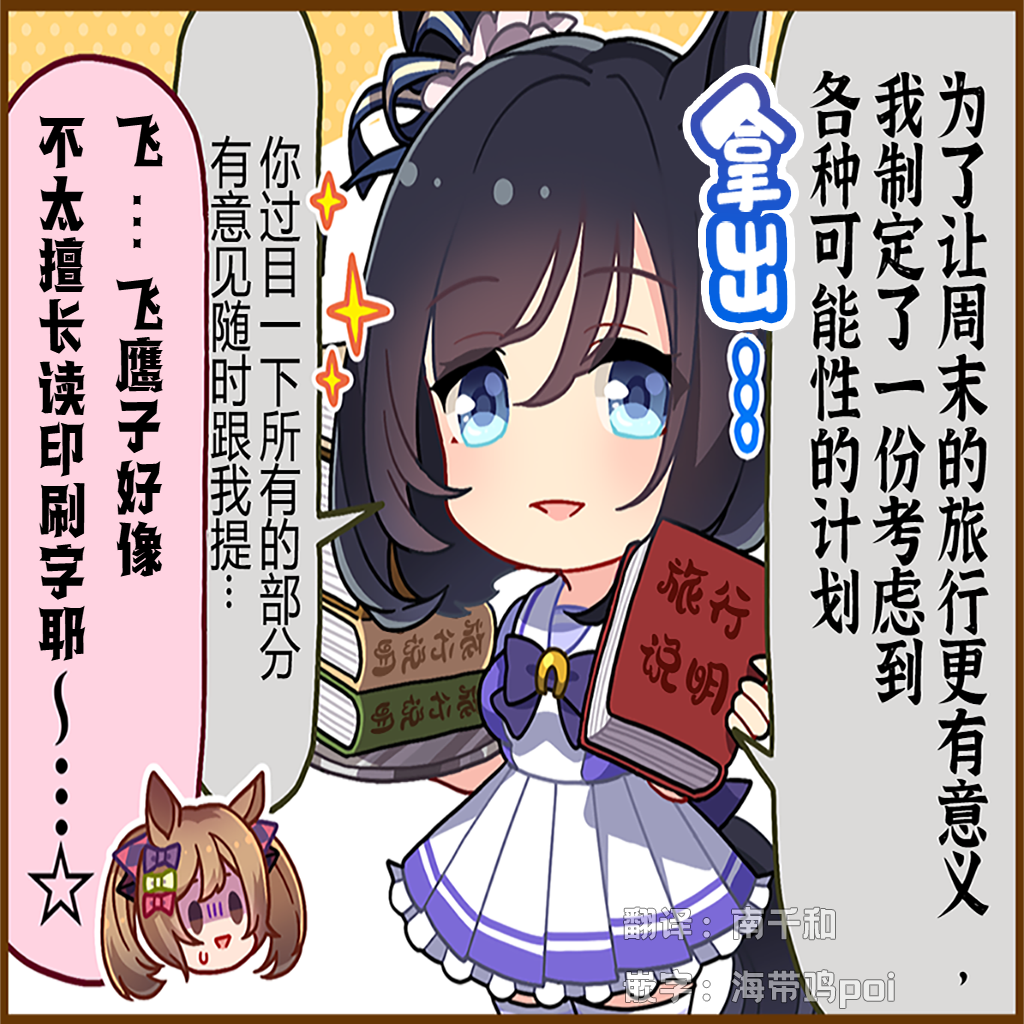 为了让周末的旅行更有意义，
我制定了一份考虑到
各种可能性的计划
拿出…
旅行
说明
你过目一下所有的部分
有意见随时跟我提…
旅行说明
旅行说明
飞…飞鹰子好像
不太擅长读印刷字耶～…☆
翻译：南千和
嵌字：海带鸡poi